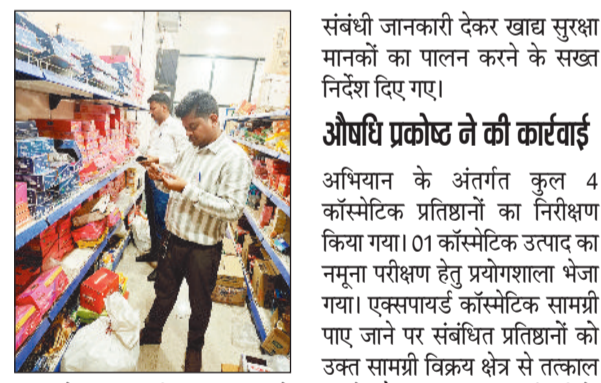 संबंधी जानकारी देकर खाद्य सुरक्षा
मानकों का पालन करने के सख्त
निर्देश दिए गए।
औषधि प्रकोष्ठ ने की कार्रवाई
अभियान के अंतर्गत कुल 4
कॉस्मेटिक प्रतिष्ठानों का निरीक्षण
किया गया। 01 कॉस्मेटिक उत्पाद का
नमूना परीक्षण हेतु प्रयोगशाला भेजा
गया। एक्सपायर्ड कॉस्मेटिक सामग्री
पाए जाने पर संबंधित प्रतिष्ठानों को
उक्त सामग्री विक्रय क्षेत्र से तत्काल